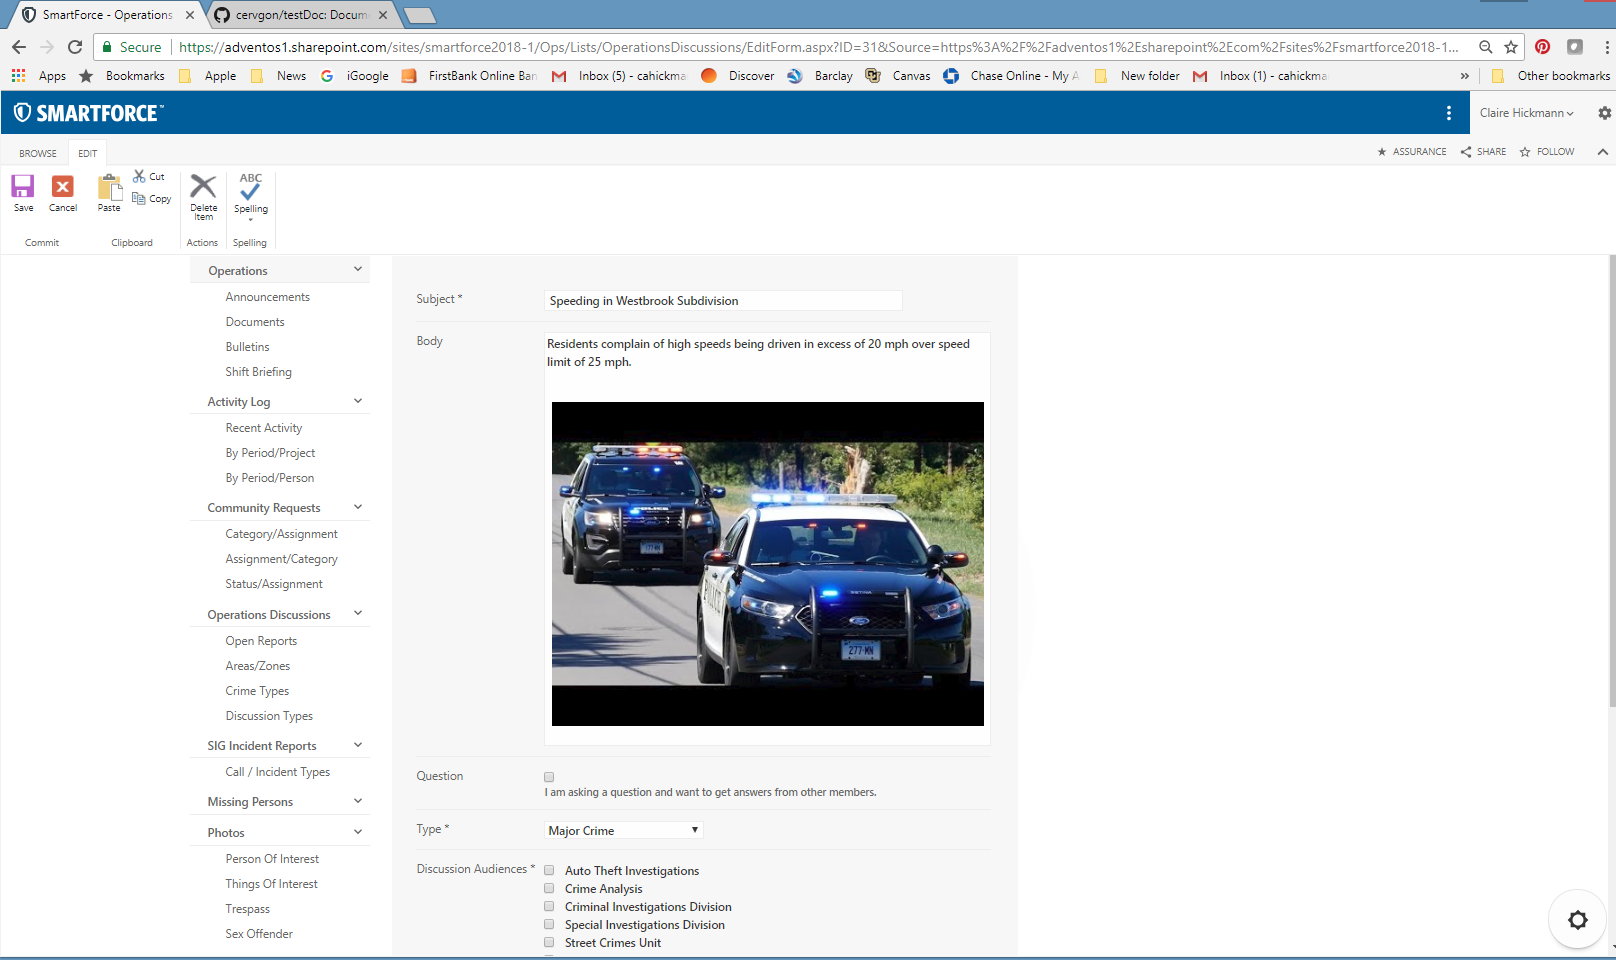 SmartForce - Operations
cervgon/testDoc: Docum
Secure
https://adventos1.sharepoint.com/sites/smartforce2018-1/Ops/Lists/OperationsDiscussions/EditForm.aspx?ID=31&Source=https%3A%2F%2Fadventos1%2Esharepoint%2Ecom%2Fsites%2Fsmartforce2018-1...
Apps
Bookmarks
Apple
News
iGoogle
FirstBank Online Ban
Inbox (5) - cahickma
Discover
Barclay
Canvas
Chase Online - My A
New folder
Inbox (1) - cahickma
»
Other bookmarks
SMARTFORCE™
Claire Hickmann
BROWSE
EDIT
ASSURANCE
SHARE
FOLLOW
Save
Cancel
Paste
Cut
Copy
Delete
Item
ABC
Spelling
Commit
Clipboard
Actions
Spelling
Operations
Announcements
Documents
Bulletins
Shift Briefing
Activity Log
Recent Activity
By Period/Project
By Period/Person
Community Requests
Category/Assignment
Assignment/Category
Status/Assignment
Operations Discussions
Open Reports
Areas/Zones
Crime Types
Discussion Types
SIG Incident Reports
Call / Incident Types
Missing Persons
Photos
Person Of Interest
Things Of Interest
Trespass
Sex Offender
Subject *
Speeding in Westbrook Subdivision
Body
Residents complain of high speeds being driven in excess of 20 mph over speed
limit of 25 mph.
POLICE
277-MN
Question
I am asking a question and want to get answers from other members.
Type *
Major Crime
Discussion Audiences *
Auto Theft Investigations
Crime Analysis
Criminal Investigations Division
Special Investigations Division
Street Crimes Unit